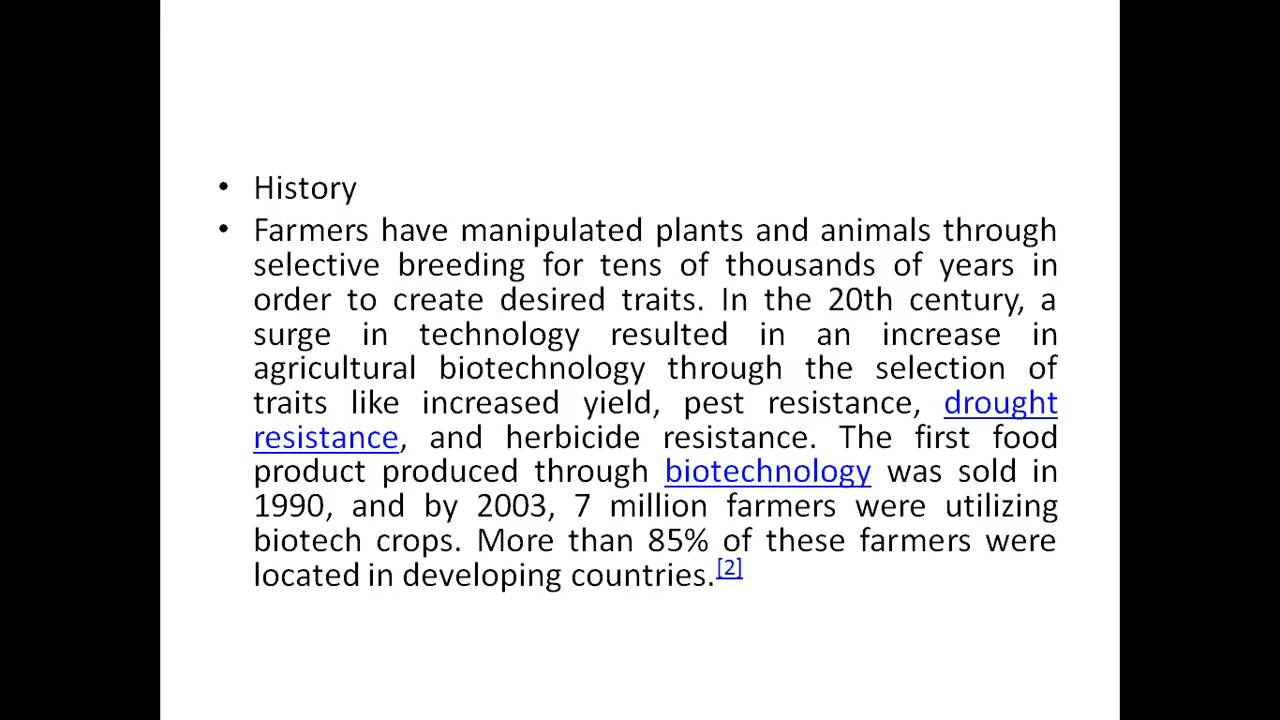 • History
• Farmers have manipulated plants and animals through
selective breeding for tens of thousands of years in
order to create desired traits. In the 20th century, a
surge in technology resulted in an increase in
agricultural biotechnology through the selection of
traits like increased yield, pest resistance, drought
resistance, and herbicide resistance. The first food
product produced through biotechnology was sold in
1990, and by 2003, 7 million farmers were utilizing
biotech crops. More than 85% of these farmers were
located in developing countries.[2]